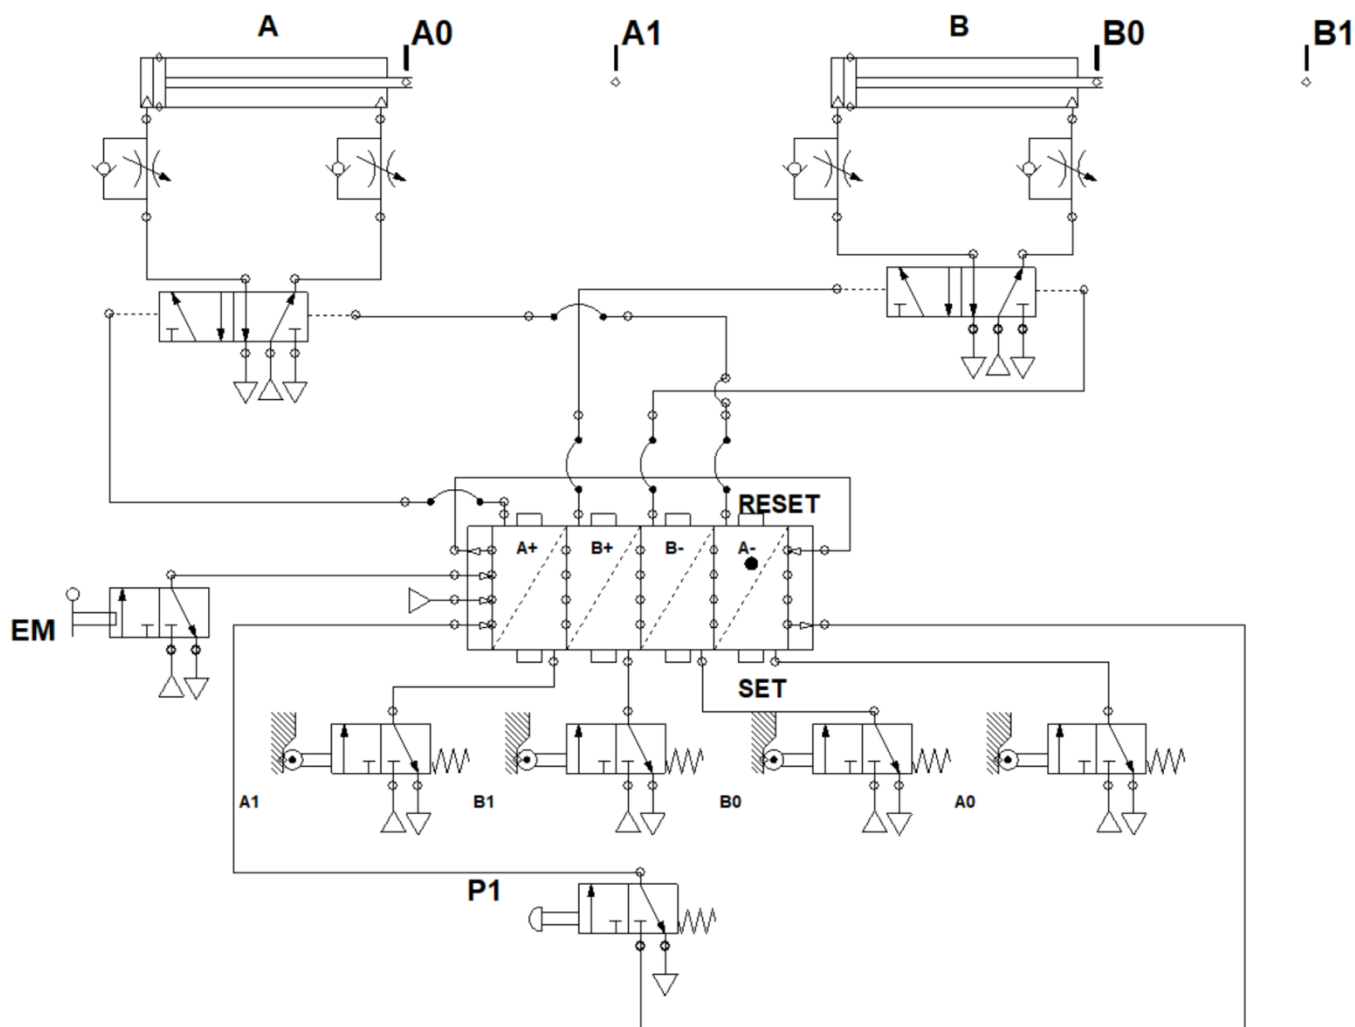 A A0 A1 B B0 B1
RESET
A+ B+ B- A-
EM
SET
A1 B1 B0 A0
P1